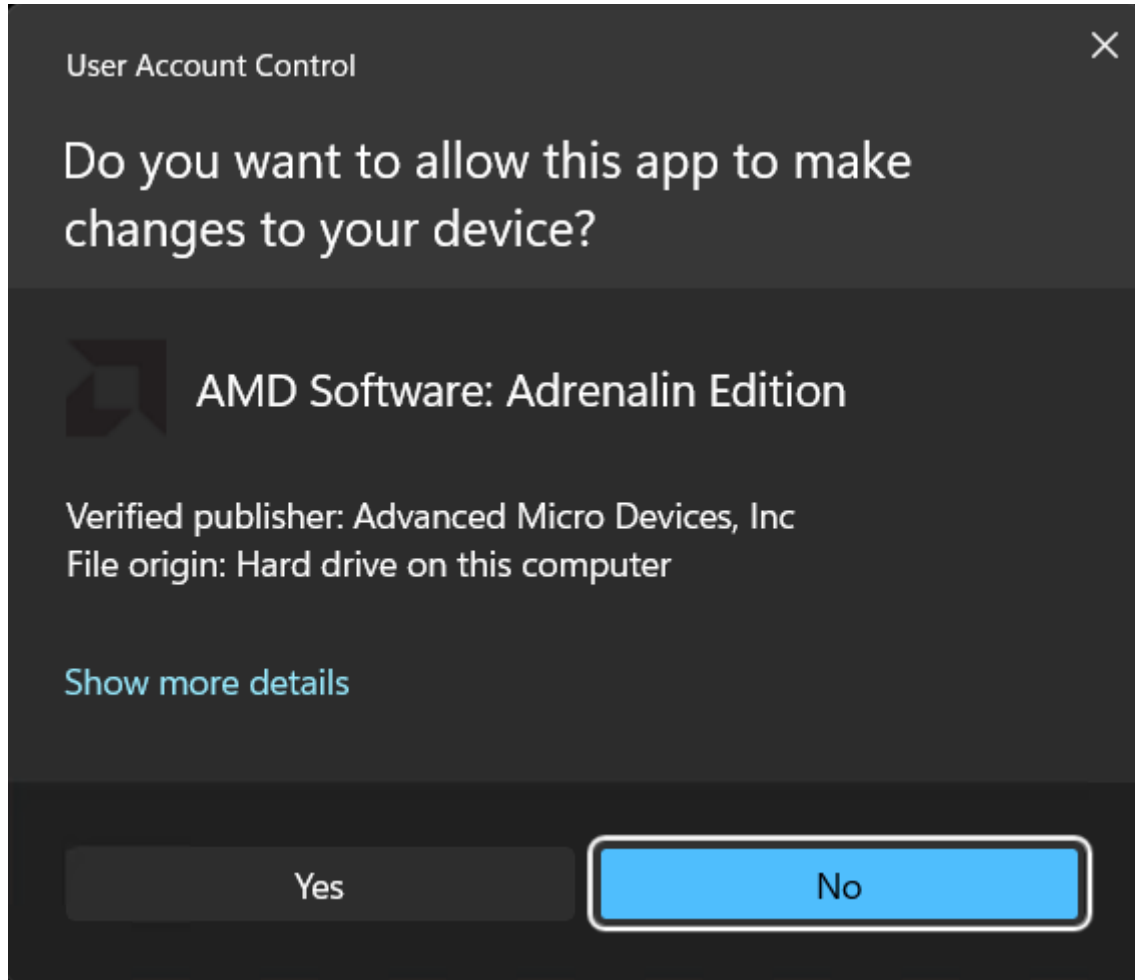 User Account Control
Do you want to allow this app to make
changes to your device?
AMD Software: Adrenalin Edition
Verified publisher: Advanced Micro Devices, Inc
File origin: Hard drive on this computer
Show more details
Yes
No